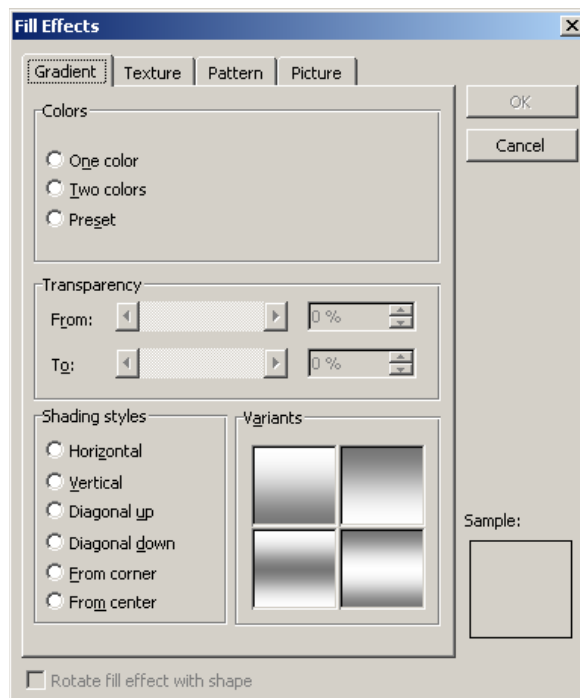 Fill Effects
Gradient Texture Pattern Picture
OK
Cancel
Colors
One color
Two colors
Preset
Transparency
From: 0 %
To: 0 %
Shading styles
Horizontal
Vertical
Diagonal up
Diagonal down
From corner
From center
Variants
Sample:
Rotate fill effect with shape